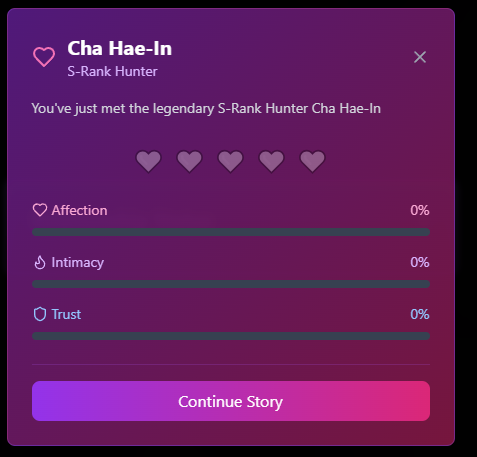 Cha Hae-In
S-Rank Hunter
You've just met the legendary S-Rank Hunter Cha Hae-In
Affection 0%
Intimacy 0%
Trust 0%
Continue Story